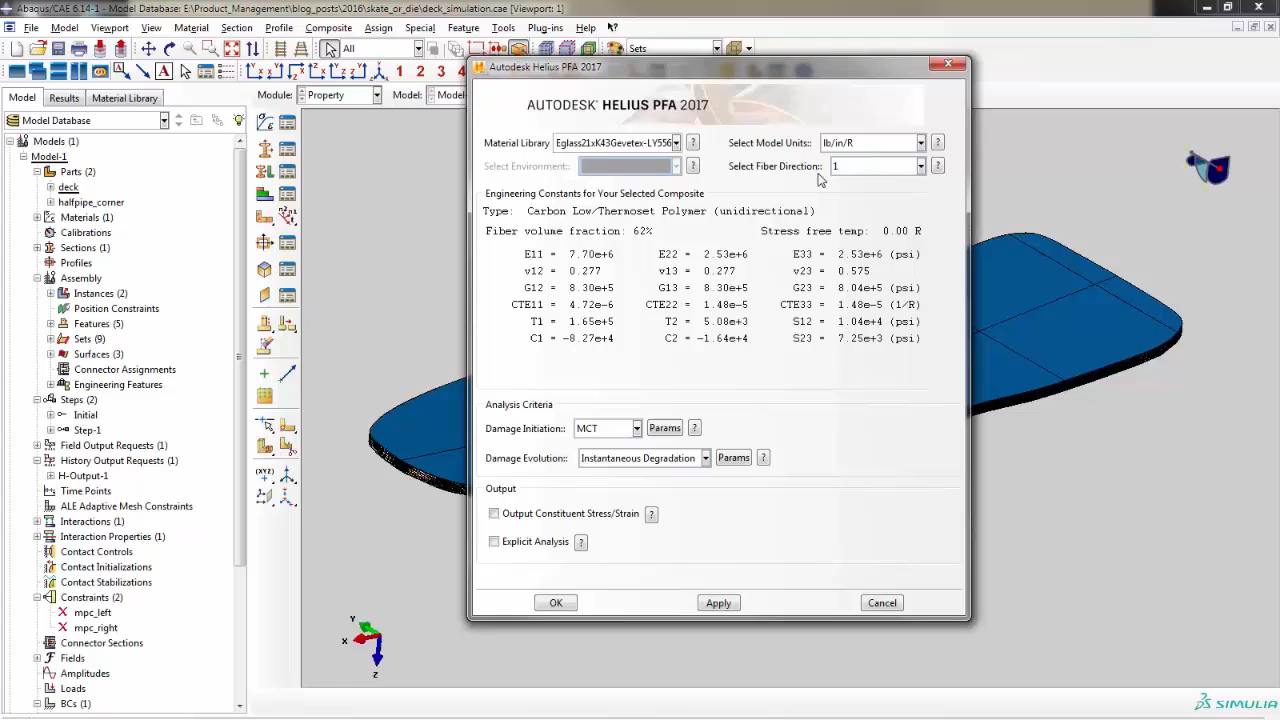 Abaqus/CAE 6.14-1 - Model Database: E:\Product_Management\blog_posts\2016\skate_or_die\deck_simulation.cae [Viewport: 1]
File Model Viewport View Material Section Profile Composite Assign Special Feature Tools Plug-ins Help
All Sets
1 2 3 4
Model Results Material Library Module: Property Model: Model-
Model Database
Models (1)
Model-1
Parts (2)
deck
halfpipe_corner
Materials (1)
Calibrations
Sections (1)
Profiles
Assembly
Instances (2)
Position Constraints
Features (5)
Sets (9)
Surfaces (3)
Connector Assignments
Engineering Features
Steps (2)
Initial
Step-1
Field Output Requests (1)
History Output Requests (1)
H-Output-1
Time Points
ALE Adaptive Mesh Constraints
Interactions (1)
Interaction Properties (1)
Contact Controls
Contact Initializations
Contact Stabilizations
Constraints (2)
mpc_left
mpc_right
Connector Sections
Fields
Amplitudes
Loads
BCs (1)
Autodesk Helius PFA 2017
AUTODESK® HELIUS PFA 2017
Material Library Eglass21xK43Gevetex-LY556 ? Select Model Units: lb/in/R ?
Select Environment: ? Select Fiber Direction:: 1 ?
Engineering Constants for Your Selected Composite
Type: Carbon Low/Thermoset Polymer (unidirectional)
Fiber volume fraction: 62% Stress free temp: 0.00 R
E11 = 7.70e+6 E22 = 2.53e+6 E33 = 2.53e+6 (psi)
v12 = 0.277 v13 = 0.277 v23 = 0.575
G12 = 8.30e+5 G13 = 8.30e+5 G23 = 8.04e+5 (psi)
CTE11 = 4.72e-6 CTE22 = 1.48e-5 CTE33 = 1.48e-5 (1/R)
T1 = 1.65e+5 T2 = 5.08e+3 S12 = 1.04e+4 (psi)
C1 = -8.27e+4 C2 = -1.64e+4 S23 = 7.25e+3 (psi)
Analysis Criteria
Damage Initiation:: MCT Params ?
Damage Evolution:: Instantaneous Degradation Params ?
Output
Output Constituent Stress/Strain ?
Explicit Analysis ?
OK Apply Cancel
Y
X
Z
SIMULIA